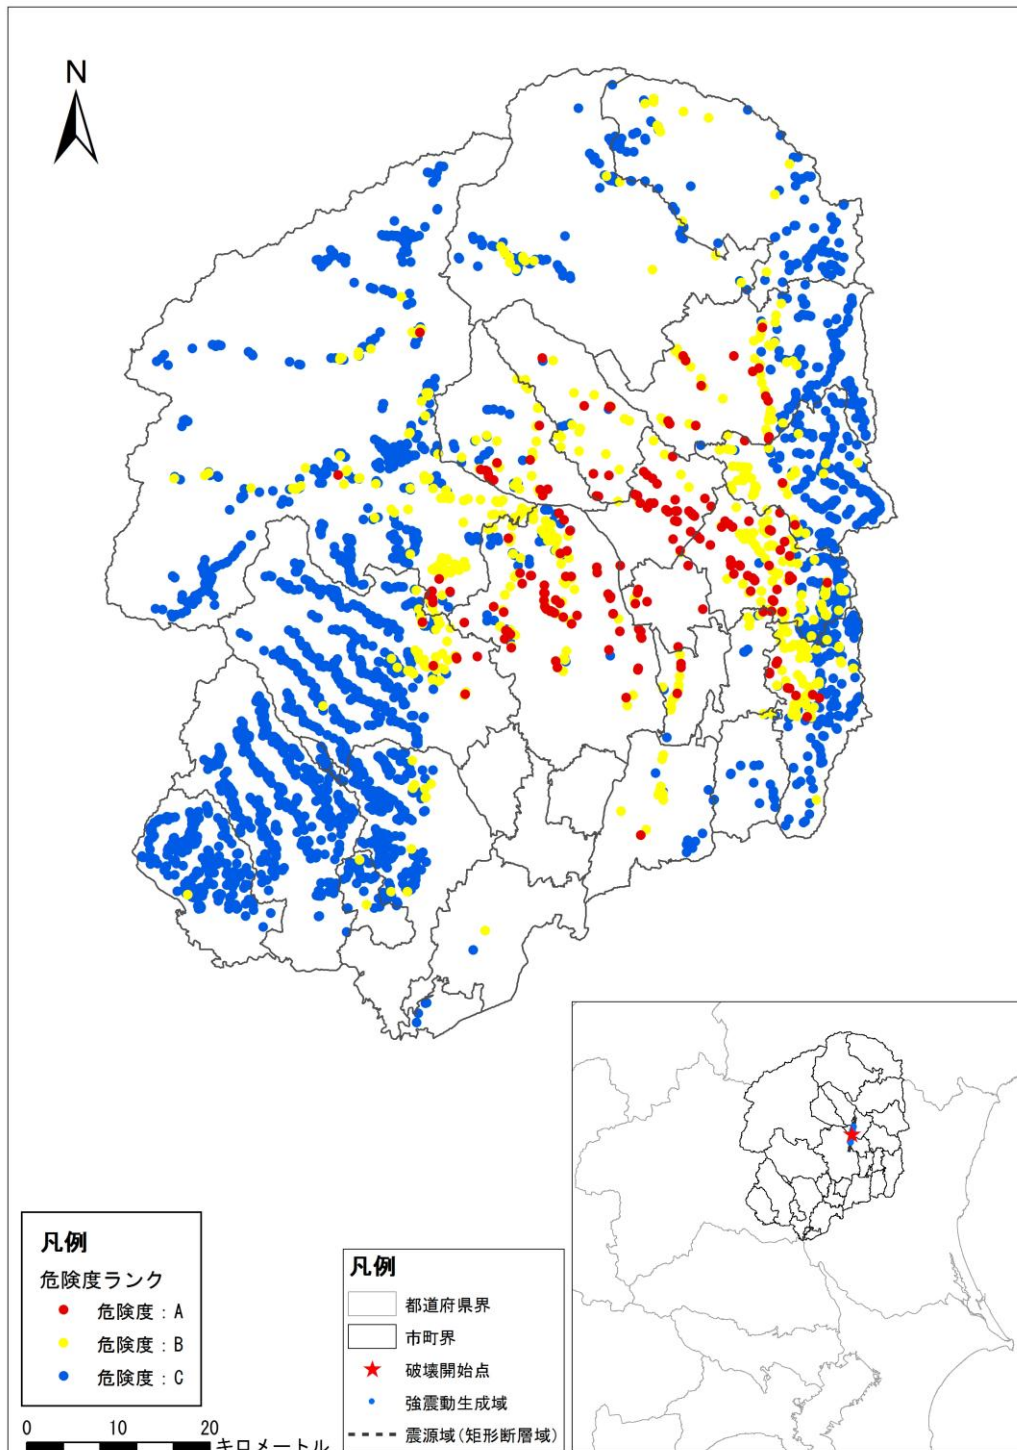 N
凡例
危険度ランク
危険度：A
危険度：B
危険度：C
0 10 20
キロメートル
凡例
都道府県界
市町界
破壊開始点
強震動生成域
震源域(矩形断層域)